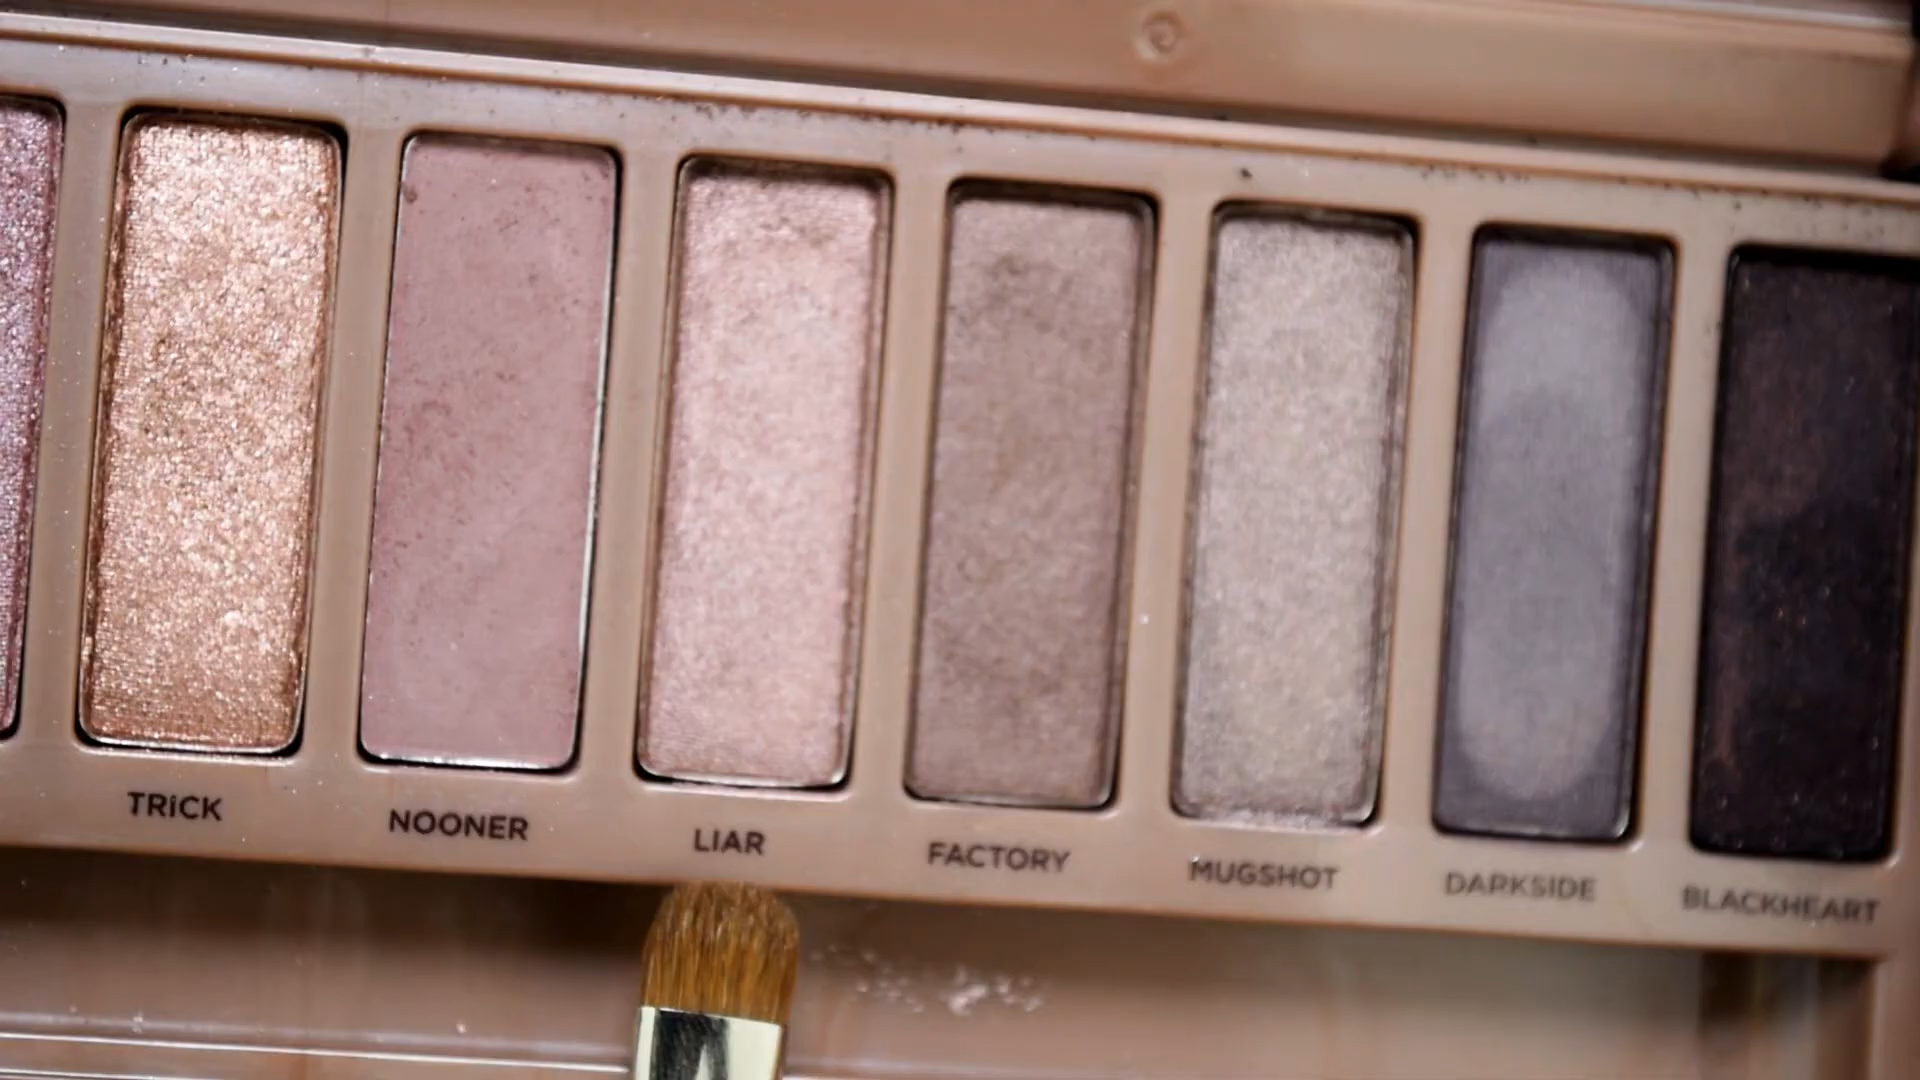 TRiCK
NOONER
LIAR
FACTORY
MUGSHOT
DARKSIDE
BLACKHEART